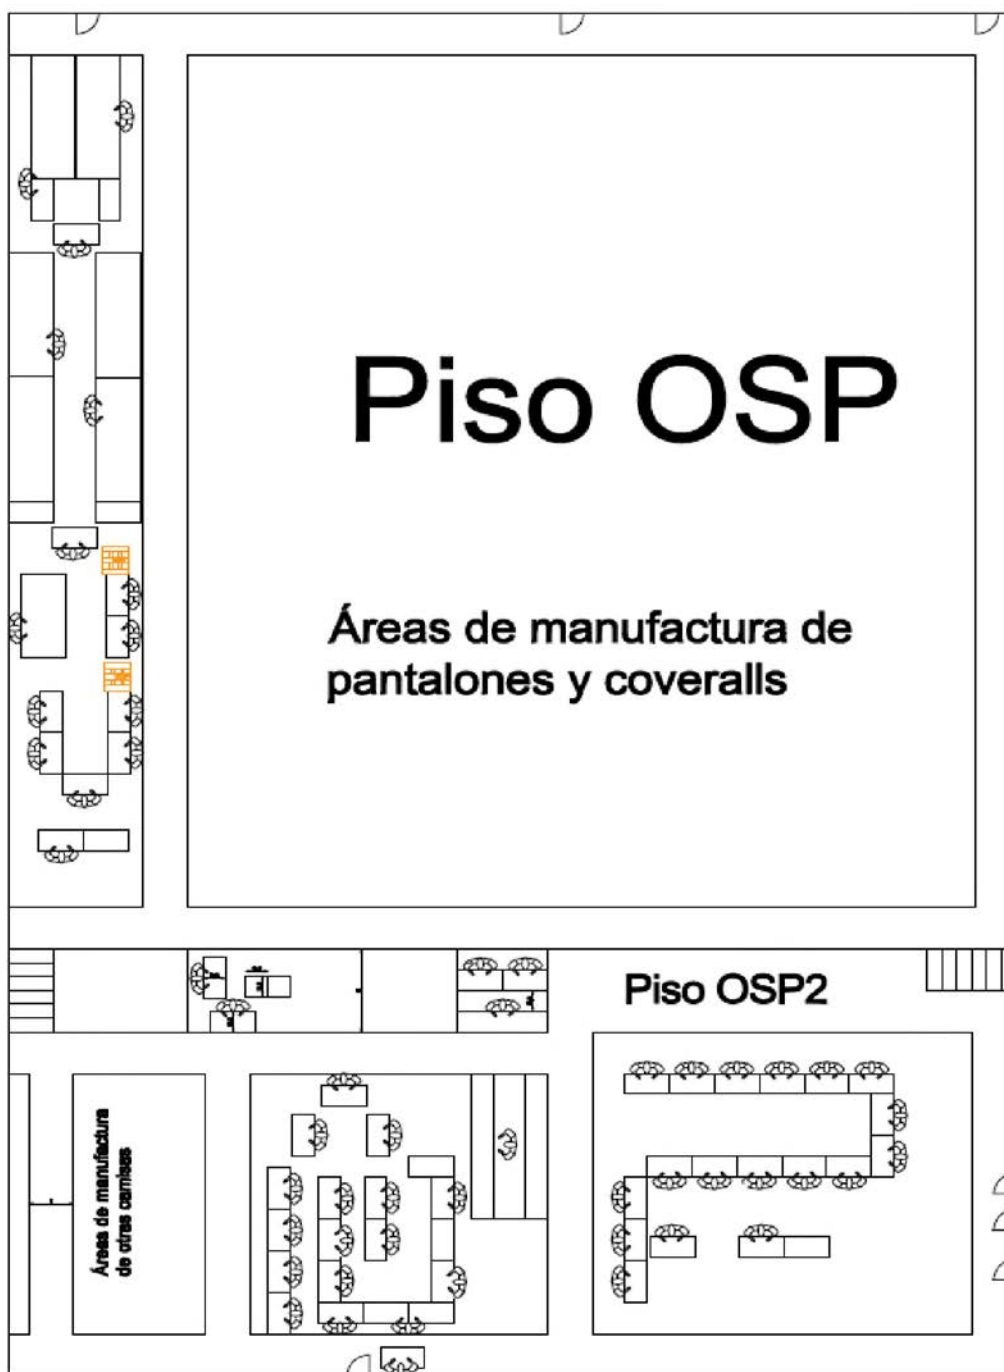 Piso OSP
Áreas de manufactura de
pantalones y coveralls
Piso OSP2
Áreas de manufactura
de otras camisas